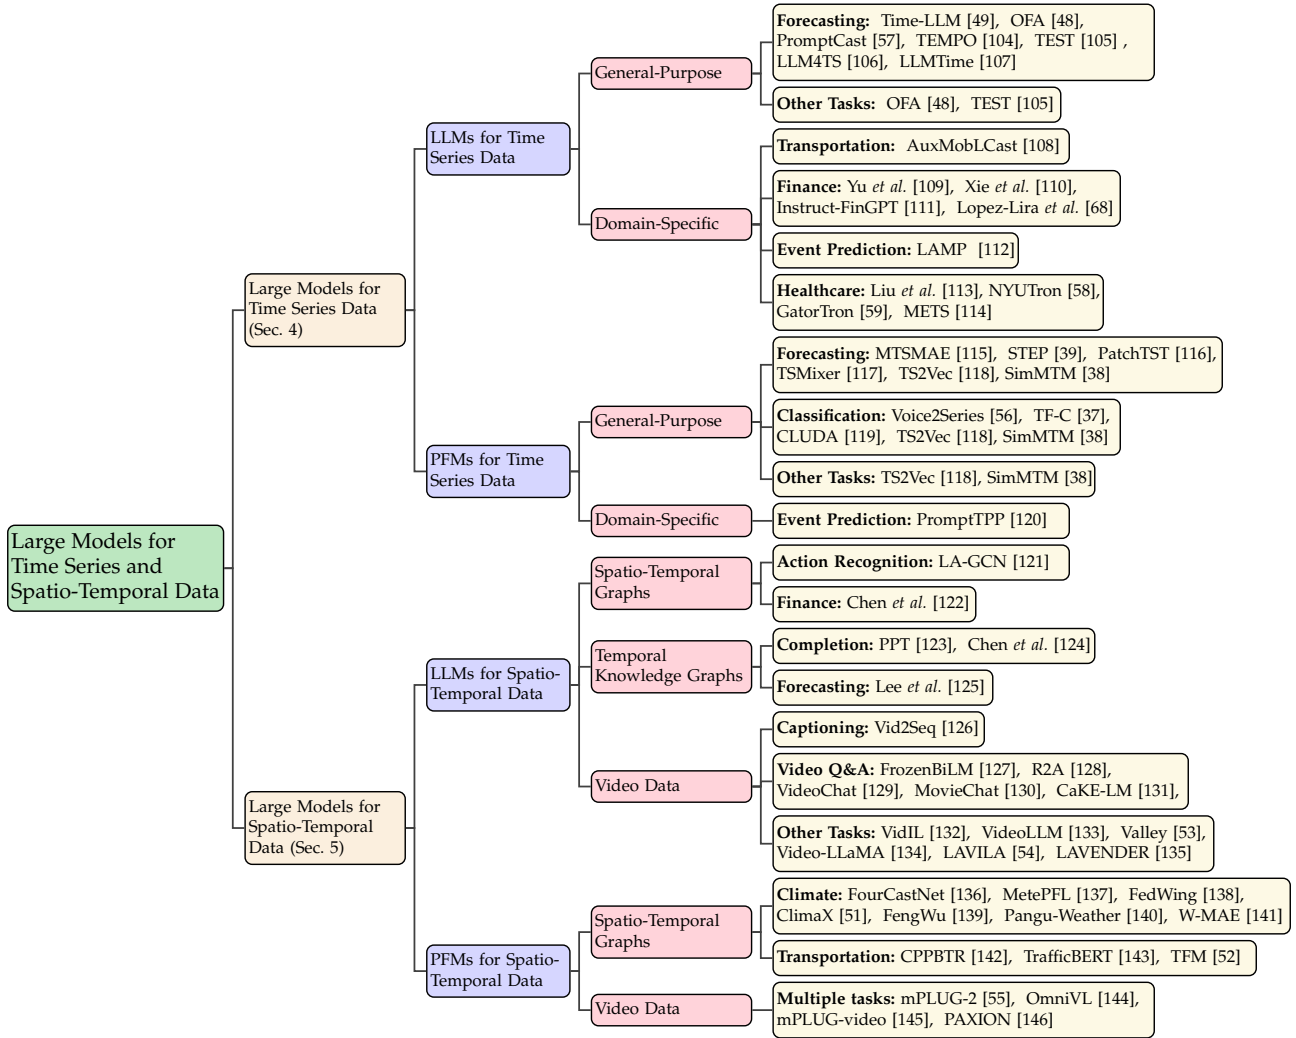 Large Models for
Time Series and
Spatio-Temporal Data
Large Models for
Time Series Data
(Sec. 4)
LLMs for Time
Series Data
General-Purpose
Forecasting: Time-LLM [49], OFA [48],
PromptCast [57], TEMPO [104], TEST [105] ,
LLM4TS [106], LLMTime [107]
Other Tasks: OFA [48], TEST [105]
Domain-Specific
Transportation: AuxMobLCast [108]
Finance: Yu et al. [109], Xie et al. [110],
Instruct-FinGPT [111], Lopez-Lira et al. [68]
Event Prediction: LAMP [112]
Healthcare: Liu et al. [113], NYUTron [58],
GatorTron [59], METS [114]
PFMs for Time
Series Data
General-Purpose
Forecasting: MTSMAE [115], STEP [39], PatchTST [116],
TSMixer [117], TS2Vec [118], SimMTM [38]
Classification: Voice2Series [56], TF-C [37],
CLUDA [119], TS2Vec [118], SimMTM [38]
Other Tasks: TS2Vec [118], SimMTM [38]
Domain-Specific
Event Prediction: PromptTPP [120]
Large Models for
Spatio-Temporal
Data (Sec. 5)
LLMs for Spatio-
Temporal Data
Spatio-Temporal
Graphs
Action Recognition: LA-GCN [121]
Finance: Chen et al. [122]
Temporal
Knowledge Graphs
Completion: PPT [123], Chen et al. [124]
Forecasting: Lee et al. [125]
Video Data
Captioning: Vid2Seq [126]
Video Q&A: FrozenBiLM [127], R2A [128],
VideoChat [129], MovieChat [130], CaKE-LM [131],
Other Tasks: VidIL [132], VideoLLM [133], Valley [53],
Video-LLaMA [134], LAVILA [54], LAVENDER [135]
PFMs for Spatio-
Temporal Data
Spatio-Temporal
Graphs
Climate: FourCastNet [136], MetePFL [137], FedWing [138],
ClimaX [51], FengWu [139], Pangu-Weather [140], W-MAE [141]
Transportation: CPPBTR [142], TrafficBERT [143], TFM [52]
Video Data
Multiple tasks: mPLUG-2 [55], OmniVL [144],
mPLUG-video [145], PAXION [146]